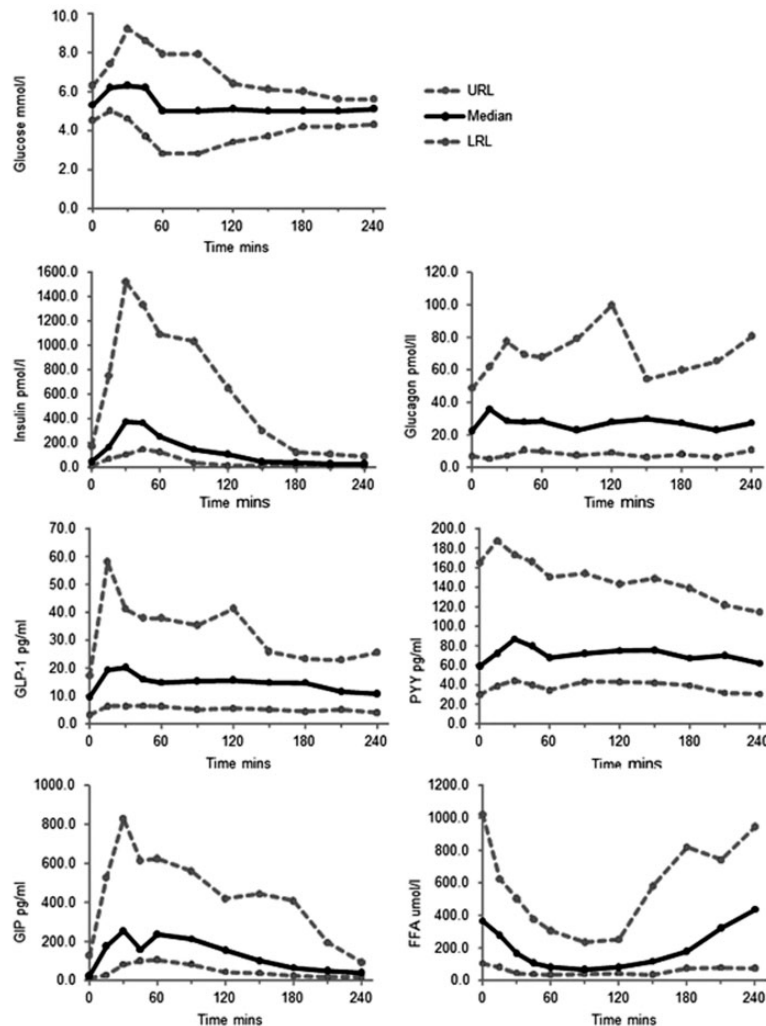 Glucose mmol/l
10.0
8.0
6.0
4.0
2.0
0.0
0 60 120 180 240
Time mins
URL
Median
LRL
Insulin pmol/l
1600.0
1400.0
1200.0
1000.0
800.0
600.0
400.0
200.0
0.0
0 60 120 180 240
Time mins
Glucagon pmol/ll
120.0
100.0
80.0
60.0
40.0
20.0
0.0
0 60 120 180 240
Time mins
GLP-1 pg/ml
70.0
60.0
50.0
40.0
30.0
20.0
10.0
0.0
0 60 120 180 240
Time mins
PYY pg/ml
200.0
180.0
160.0
140.0
120.0
100.0
80.0
60.0
40.0
20.0
0.0
0 60 120 180 240
Time mins
GIP pg/ml
1000.0
800.0
600.0
400.0
200.0
0.0
0 60 120 180 240
Time mins
FFA umol/l
1200.0
1000.0
800.0
600.0
400.0
200.0
0.0
0 60 120 180 240
Time mins